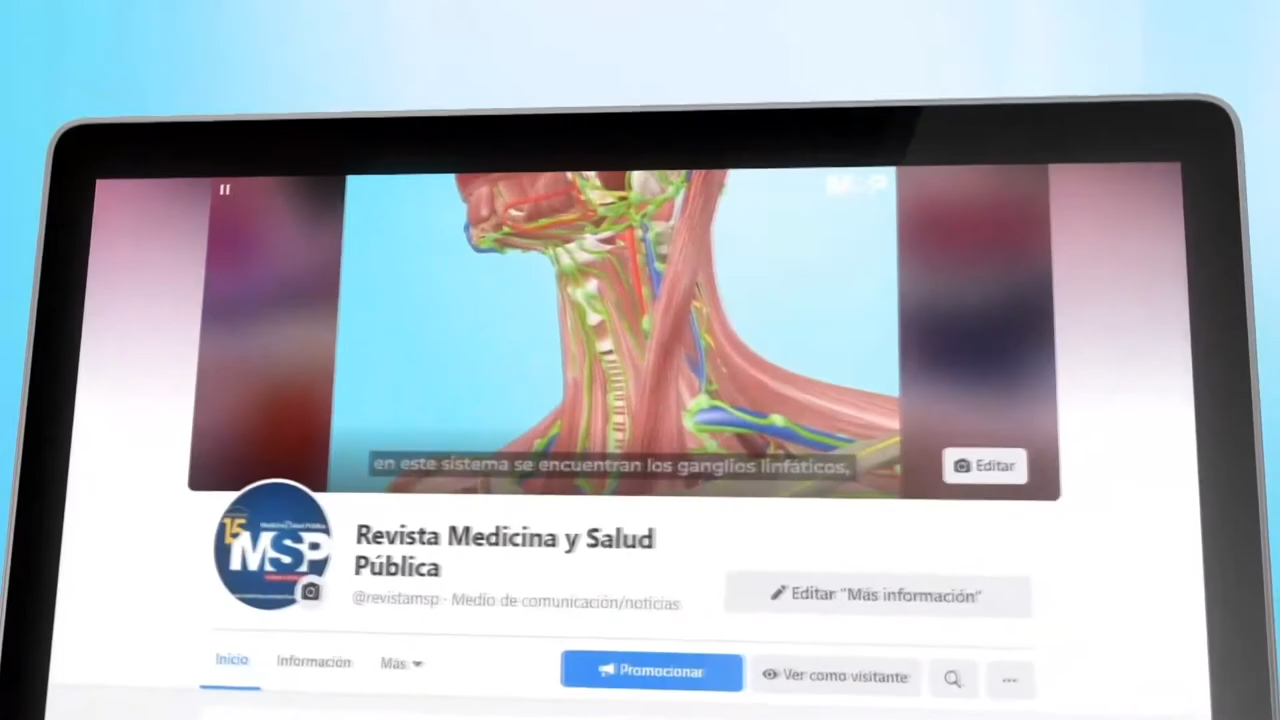 en este sistema se encuentran los ganglios linfáticos,
Editar
15
MSP
Revista Medicina y Salud
Pública
@revistamsp · Medio de comunicación/noticias
Editar "Más información"
Inicio
Información
Más
Promocionar
Ver como visitante